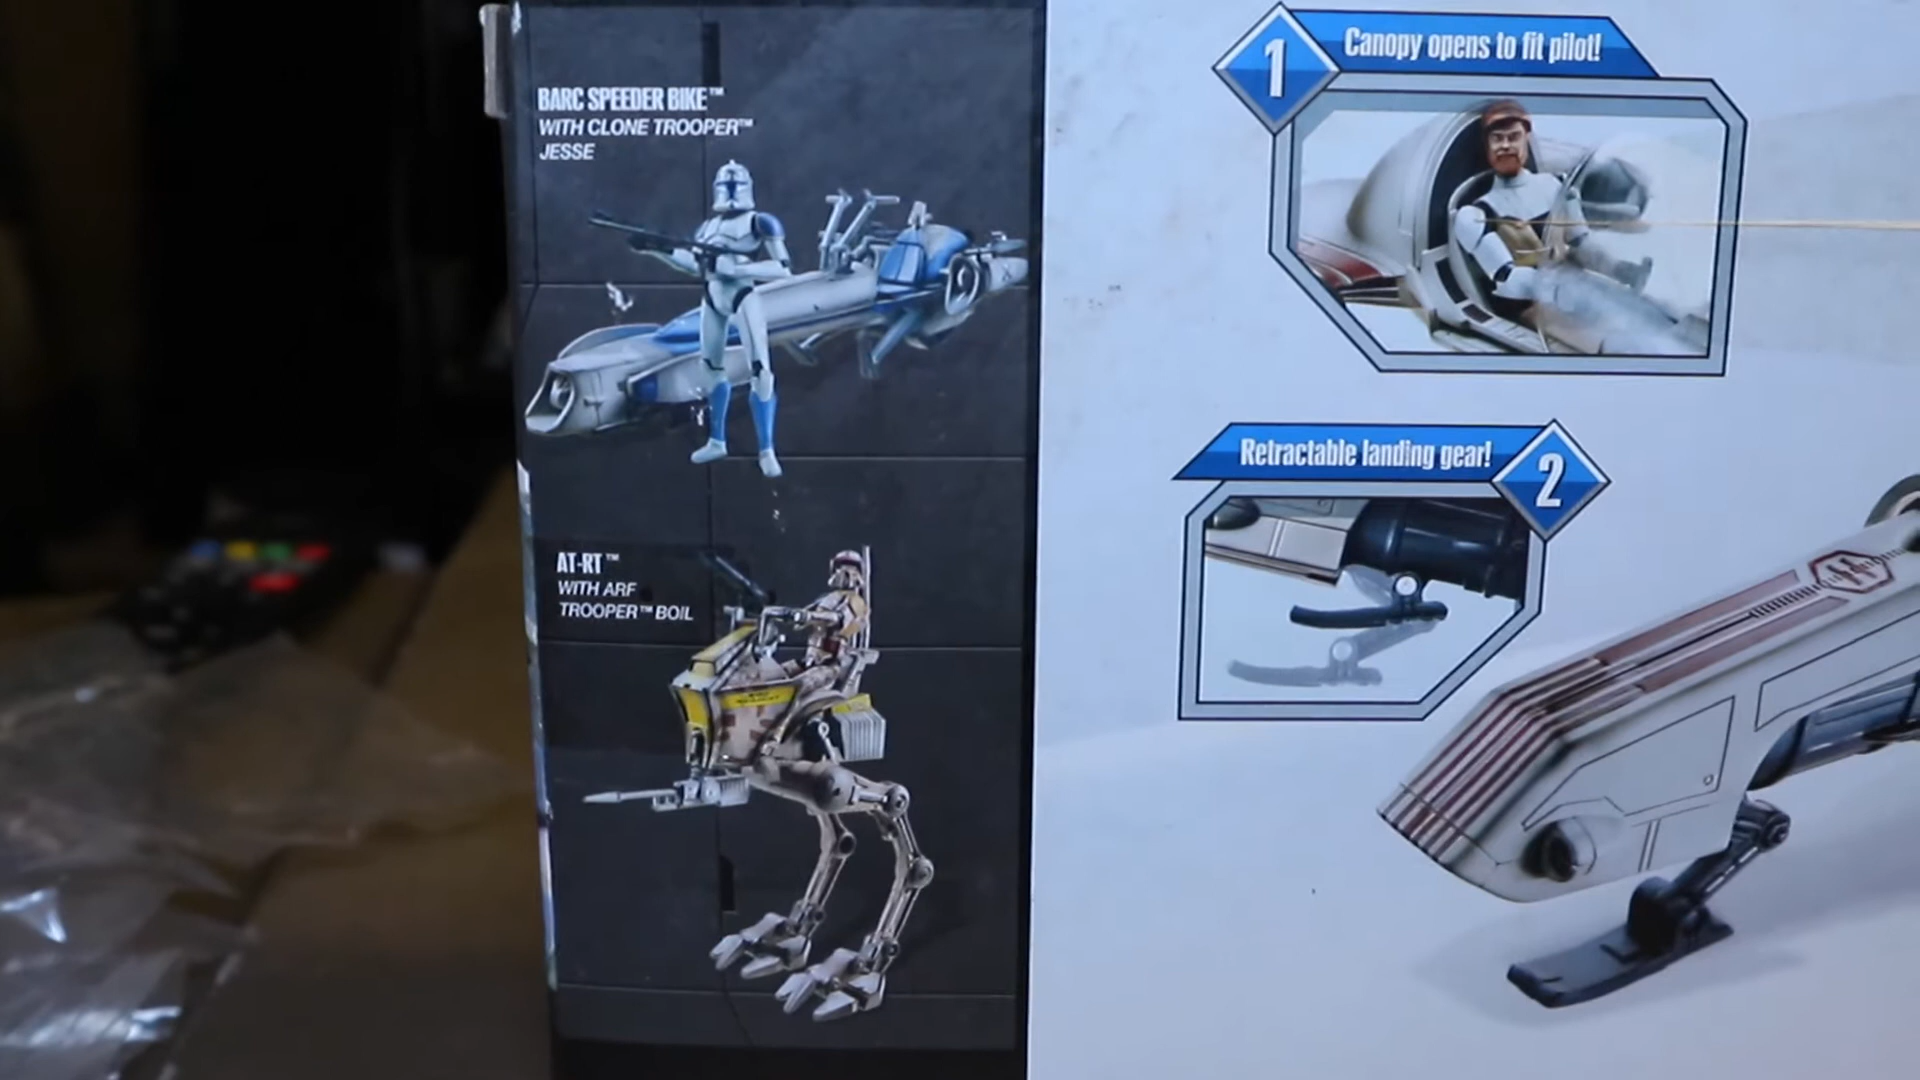 BARC SPEEDER BIKE™
WITH CLONE TROOPER™
JESSE
AT-RT™
WITH ARF
TROOPER™ BOIL
1
Canopy opens to fit pilot!
Retractable landing gear!
2